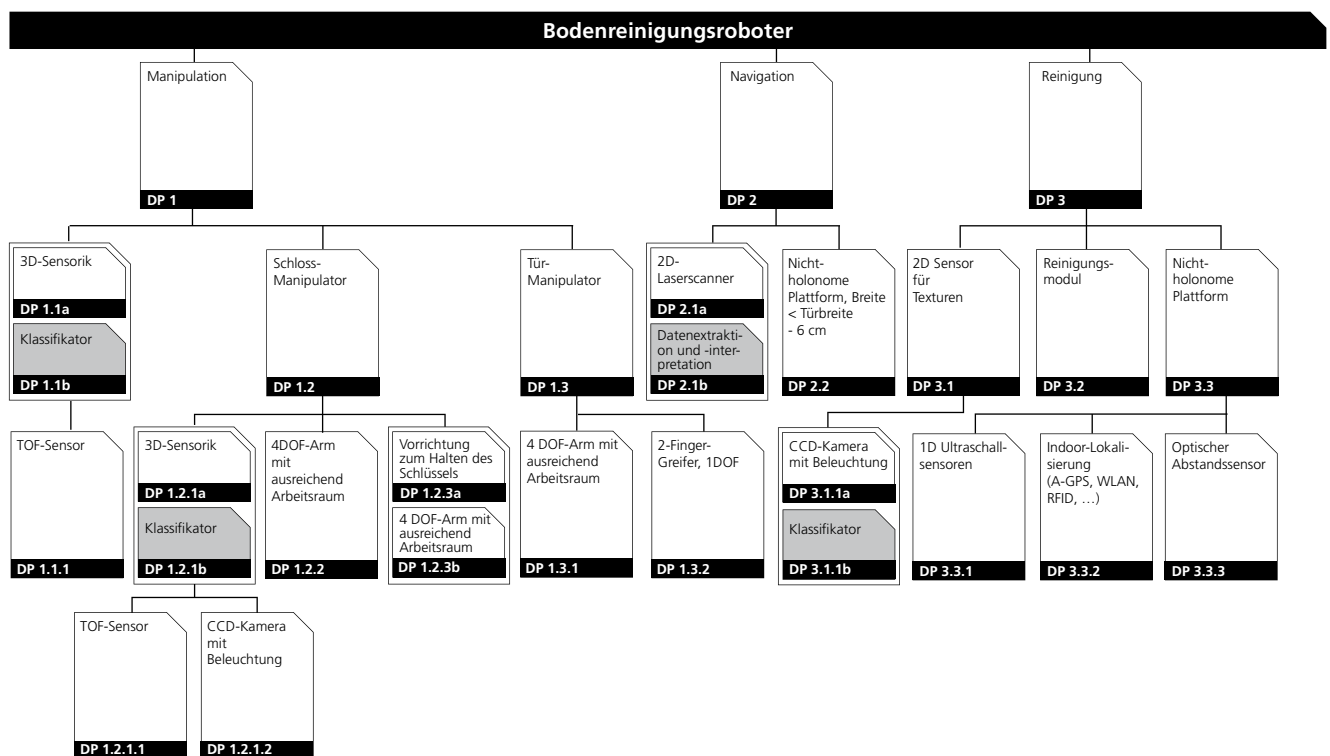 Bodenreinigungsroboter
Manipulation
DP 1
Navigation
DP 2
Reinigung
DP 3
3D-Sensorik
DP 1.1a
Klassifikator
DP 1.1b
Schloss-
Manipulator
DP 1.2
Tür-
Manipulator
DP 1.3
2D-
Laserscanner
DP 2.1a
Datenextrakti-
on und -inter-
pretation
DP 2.1b
Nicht-
holonome
Plattform, Breite
< Türbreite
- 6 cm
DP 2.2
2D Sensor
für
Texturen
DP 3.1
Reinigungs-
modul
DP 3.2
Nicht-
holonome
Plattform
DP 3.3
TOF-Sensor
DP 1.1.1
3D-Sensorik
DP 1.2.1a
Klassifikator
DP 1.2.1b
4DOF-Arm
mit
ausreichend
Arbeitsraum
DP 1.2.2
Vorrichtung
zum Halten des
Schlüssels
DP 1.2.3a
4 DOF-Arm mit
ausreichend
Arbeitsraum
DP 1.2.3b
4 DOF-Arm mit
ausreichend
Arbeitsraum
DP 1.3.1
2-Finger-
Greifer, 1DOF
DP 1.3.2
CCD-Kamera
mit Beleuchtung
DP 3.1.1a
Klassifikator
DP 3.1.1b
1D Ultraschall-
sensoren
DP 3.3.1
Indoor-Lokali-
sierung
(A-GPS, WLAN,
RFID, …)
DP 3.3.2
Optischer
Abstandssensor
DP 3.3.3
TOF-Sensor
DP 1.2.1.1
CCD-Kamera
mit
Beleuchtung
DP 1.2.1.2